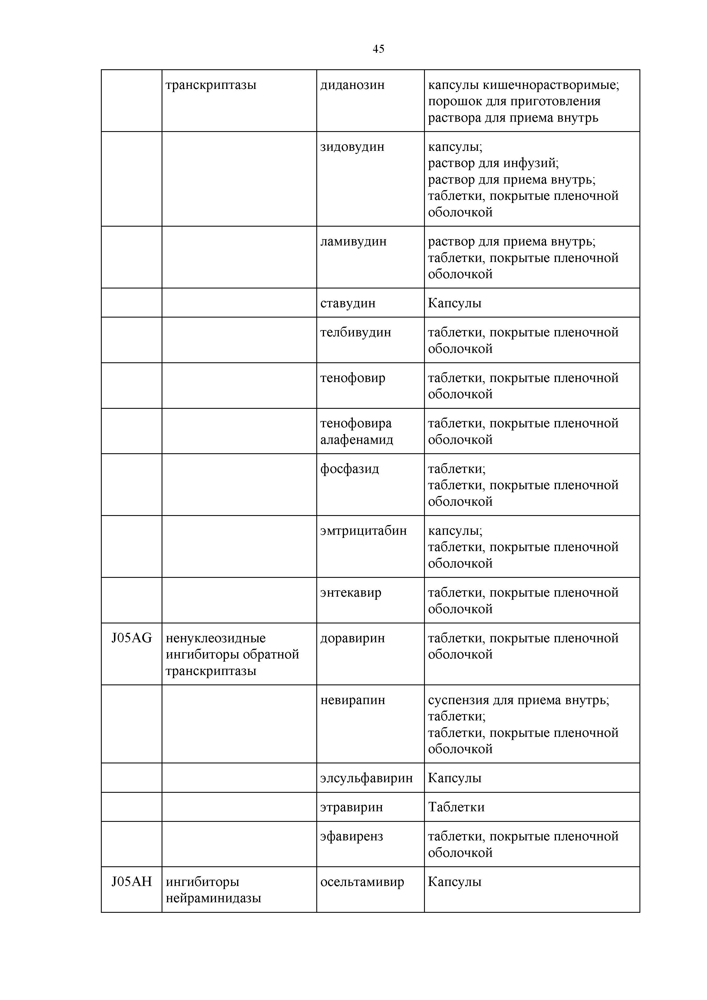 45
транскриптазы
диданозин
капсулы кишечнорастворимые;
порошок для приготовления
раствора для приема внутрь
зидовудин
капсулы;
раствор для инфузий;
раствор для приема внутрь;
таблетки, покрытые пленочной
оболочкой
ламивудин
раствор для приема внутрь;
таблетки, покрытые пленочной
оболочкой
ставудин
Капсулы
телбивудин
таблетки, покрытые пленочной
оболочкой
тенофовир
таблетки, покрытые пленочной
оболочкой
тенофовира
алафенамид
таблетки, покрытые пленочной
оболочкой
фосфазид
таблетки;
таблетки, покрытые пленочной
оболочкой
эмтрицитабин
капсулы;
таблетки, покрытые пленочной
оболочкой
энтекавир
таблетки, покрытые пленочной
оболочкой
J05AG
ненуклеозидные
ингибиторы обратной
транскриптазы
доравирин
таблетки, покрытые пленочной
оболочкой
невирапин
суспензия для приема внутрь;
таблетки;
таблетки, покрытые пленочной
оболочкой
элсульфавирин
Капсулы
этравирин
Таблетки
эфавиренз
таблетки, покрытые пленочной
оболочкой
J05AH
ингибиторы
нейраминидазы
осельтамивир
Капсулы